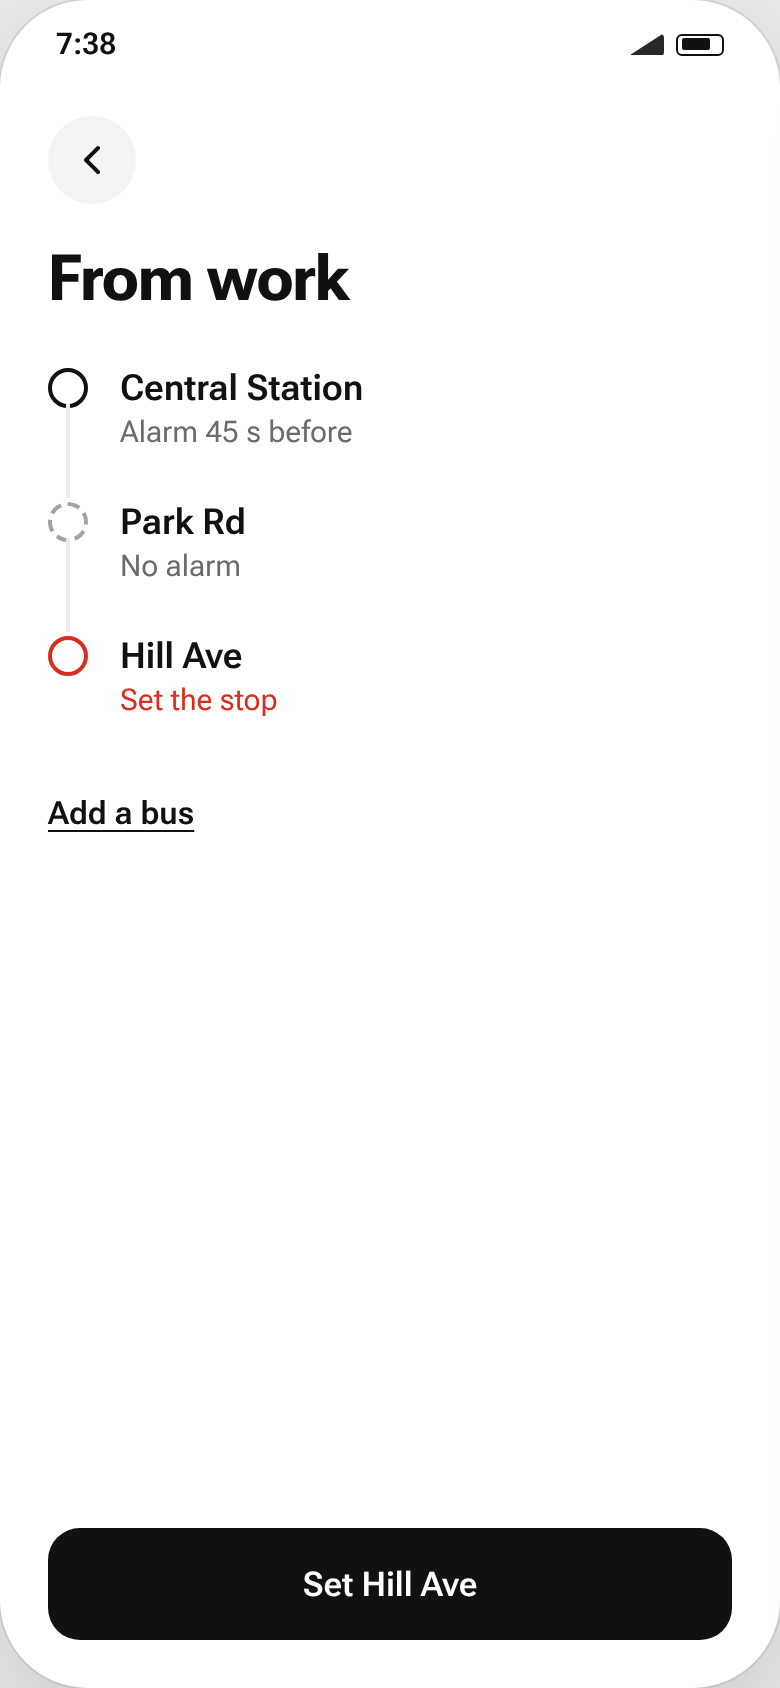 7:38
From work
Central Station
Alarm 45 s before
Park Rd
No alarm
Hill Ave
Set the stop
Add a bus
Set Hill Ave